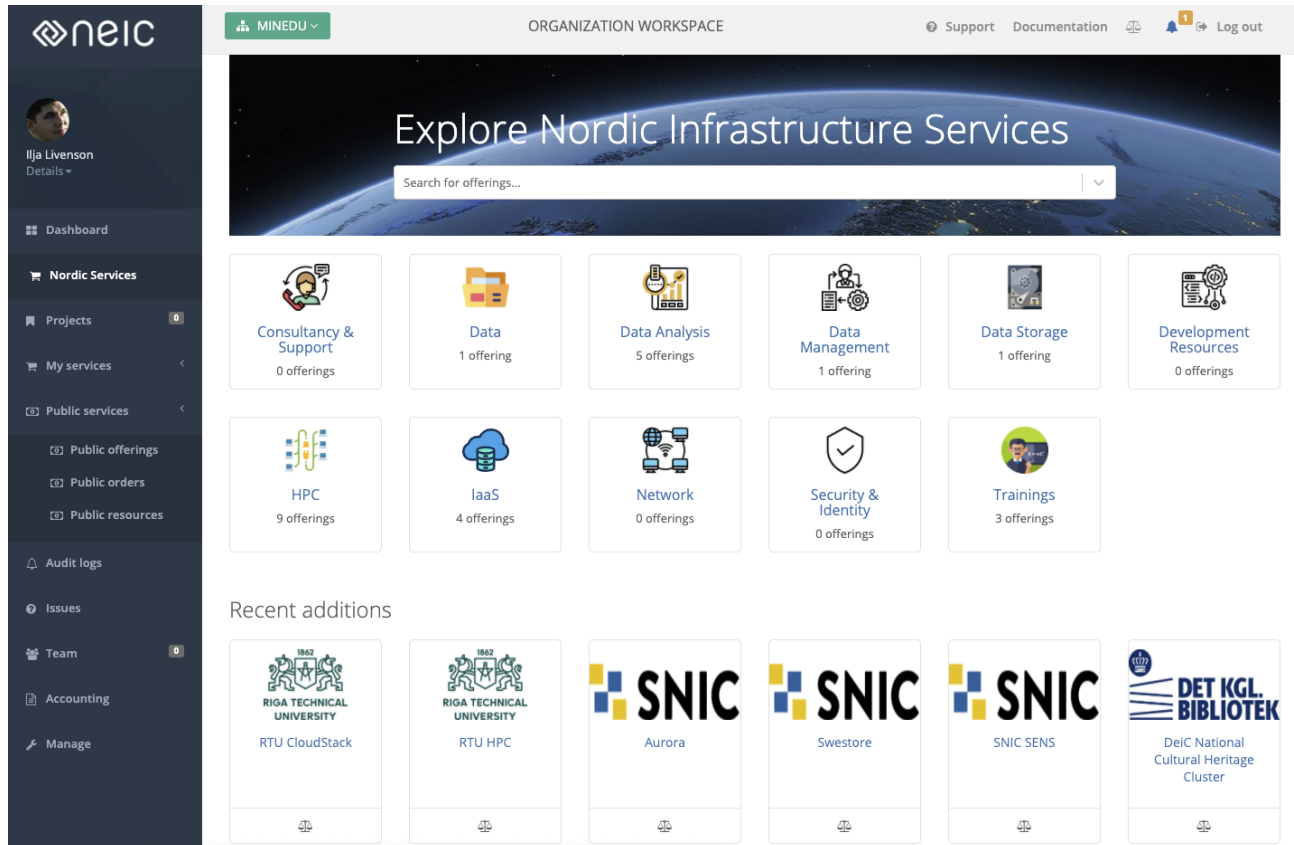 neic
MINEDU
ORGANIZATION WORKSPACE
Support
Documentation
1
Log out
Ilja Livenson
Details
Dashboard
Nordic Services
Projects 0
My services
Public services
Public offerings
Public orders
Public resources
Audit logs
Issues
Team 0
Accounting
Manage
Explore Nordic Infrastructure Services
Search for offerings...
Consultancy &
Support
0 offerings
Data
1 offering
Data Analysis
5 offerings
Data
Management
1 offering
Data Storage
1 offering
Development
Resources
0 offerings
HPC
9 offerings
IaaS
4 offerings
Network
0 offerings
Security &
Identity
0 offerings
Trainings
3 offerings
Recent additions
1862
RIGA TECHNICAL
UNIVERSITY
RTU CloudStack
1862
RIGA TECHNICAL
UNIVERSITY
RTU HPC
SNIC
Aurora
SNIC
Swestore
SNIC
SNIC SENS
DET KGL.
BIBLIOTEK
DeiC National
Cultural Heritage
Cluster